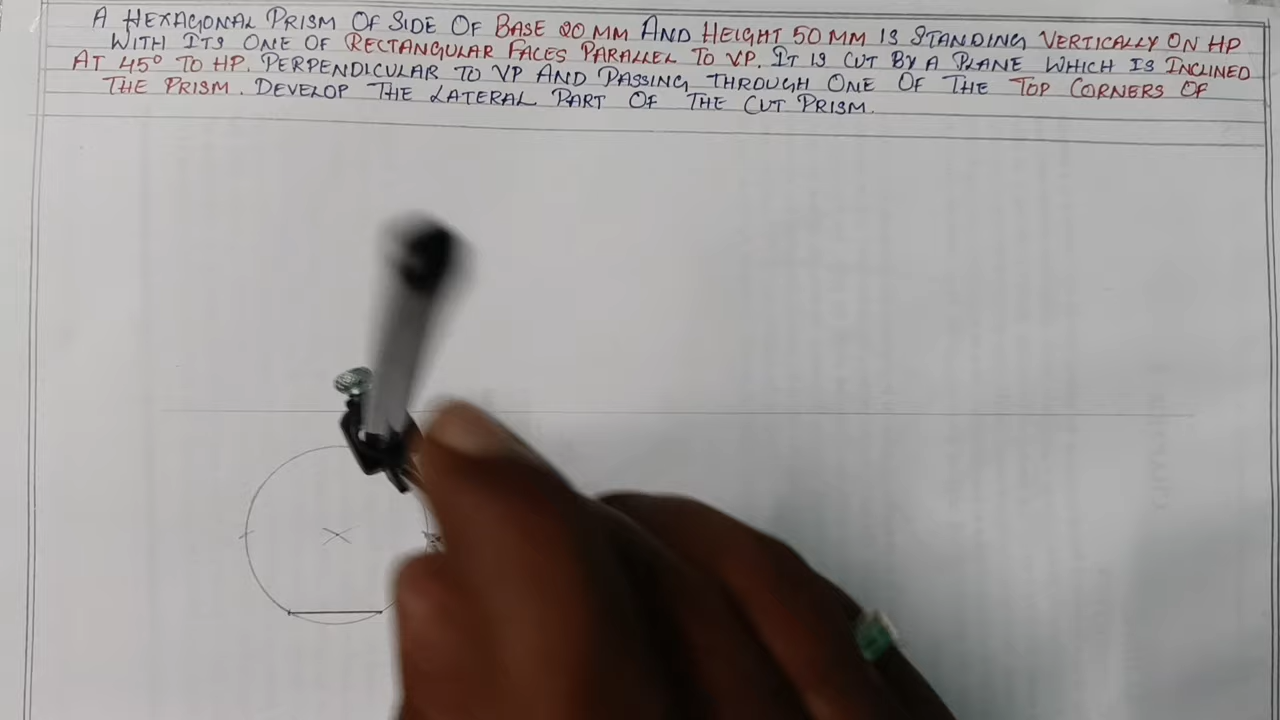 A HEXAGONAL PRISM OF SIDE OF BASE 20 MM AND HEIGHT 50 MM IS STANDING VERTICALLY ON HP
WITH ITS ONE OF RECTANGULAR FACES PARALLEL TO VP. IT IS CUT BY A PLANE WHICH IS INCLINED
AT 45° TO HP. PERPENDICULAR TO VP AND PASSING THROUGH ONE OF THE TOP CORNERS OF
THE PRISM. DEVELOP THE LATERAL PART OF THE CUT PRISM.